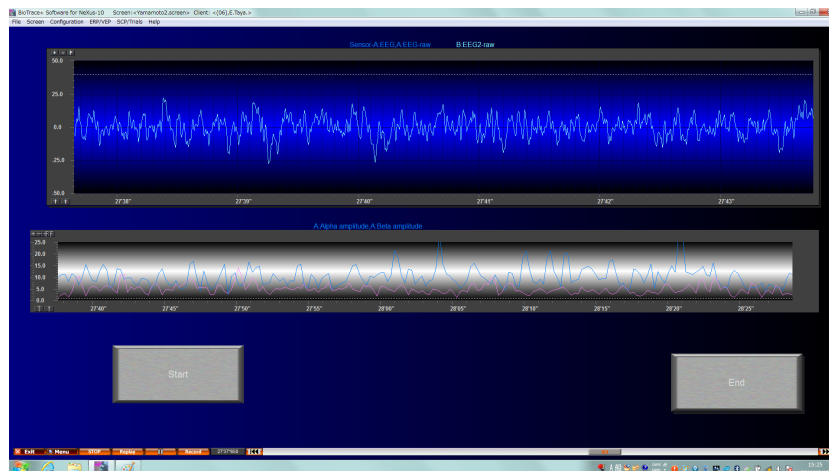 BioTrace+ Software for NeXus-10 Screen:<Yamamoto2.screen> Client: <(06),E.Taya.>
File Screen Configuration ERP/VEP SCP/Trials Help
Sensor-A:EEG,A:EEG-raw B:EEG2-raw
50.0
25.0
0.0
-25.0
-50.0
27'38" 27'39" 27'40" 27'41" 27'42" 27'43"
A:Alpha amplitude,A:Beta amplitude
25.0
20.0
15.0
10.0
5.0
0.0
27'40" 27'45" 27'50" 27'55" 28'00" 28'05" 28'10" 28'15" 28'20" 28'25"
Start
End
Exit Menu STOP Replay Record
15:25